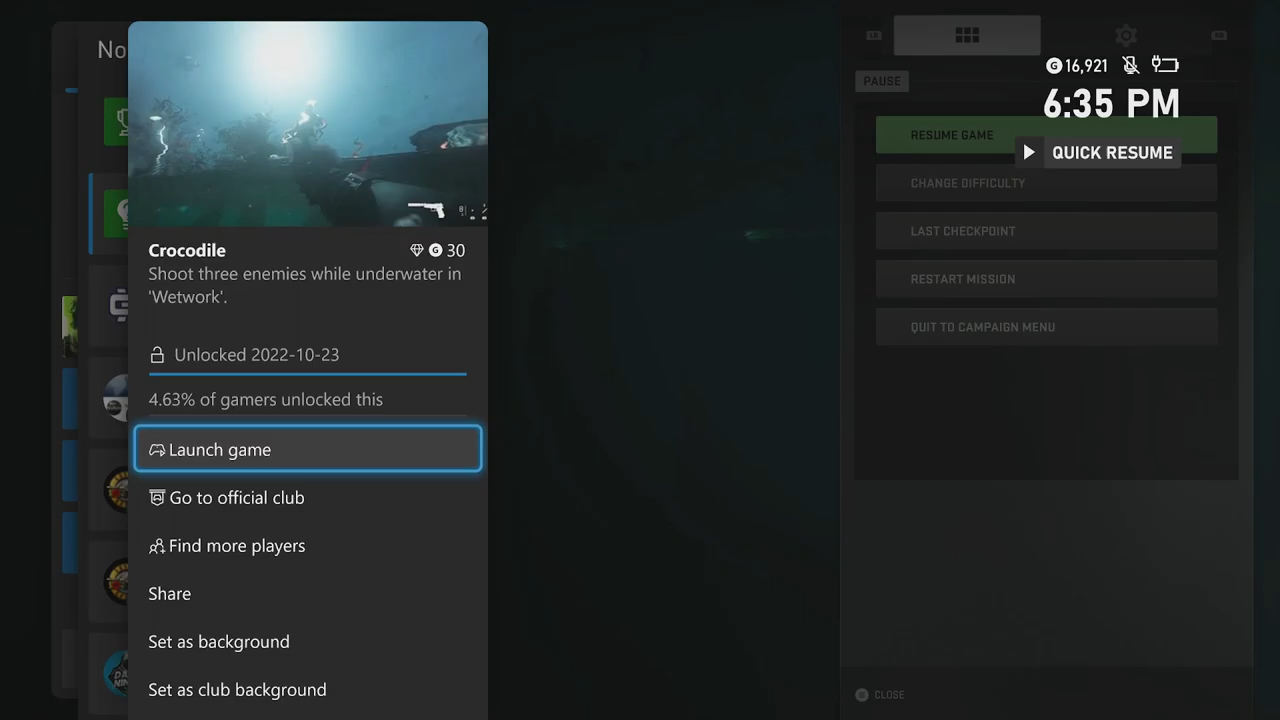 No
Crocodile
G 30
Shoot three enemies while underwater in
'Wetwork'.
Unlocked 2022-10-23
4.63% of gamers unlocked this
Launch game
Go to official club
Find more players
Share
Set as background
Set as club background
LB
RB
G 16,921
PAUSE
6:35 PM
RESUME GAME
QUICK RESUME
CHANGE DIFFICULTY
LAST CHECKPOINT
RESTART MISSION
QUIT TO CAMPAIGN MENU
CLOSE